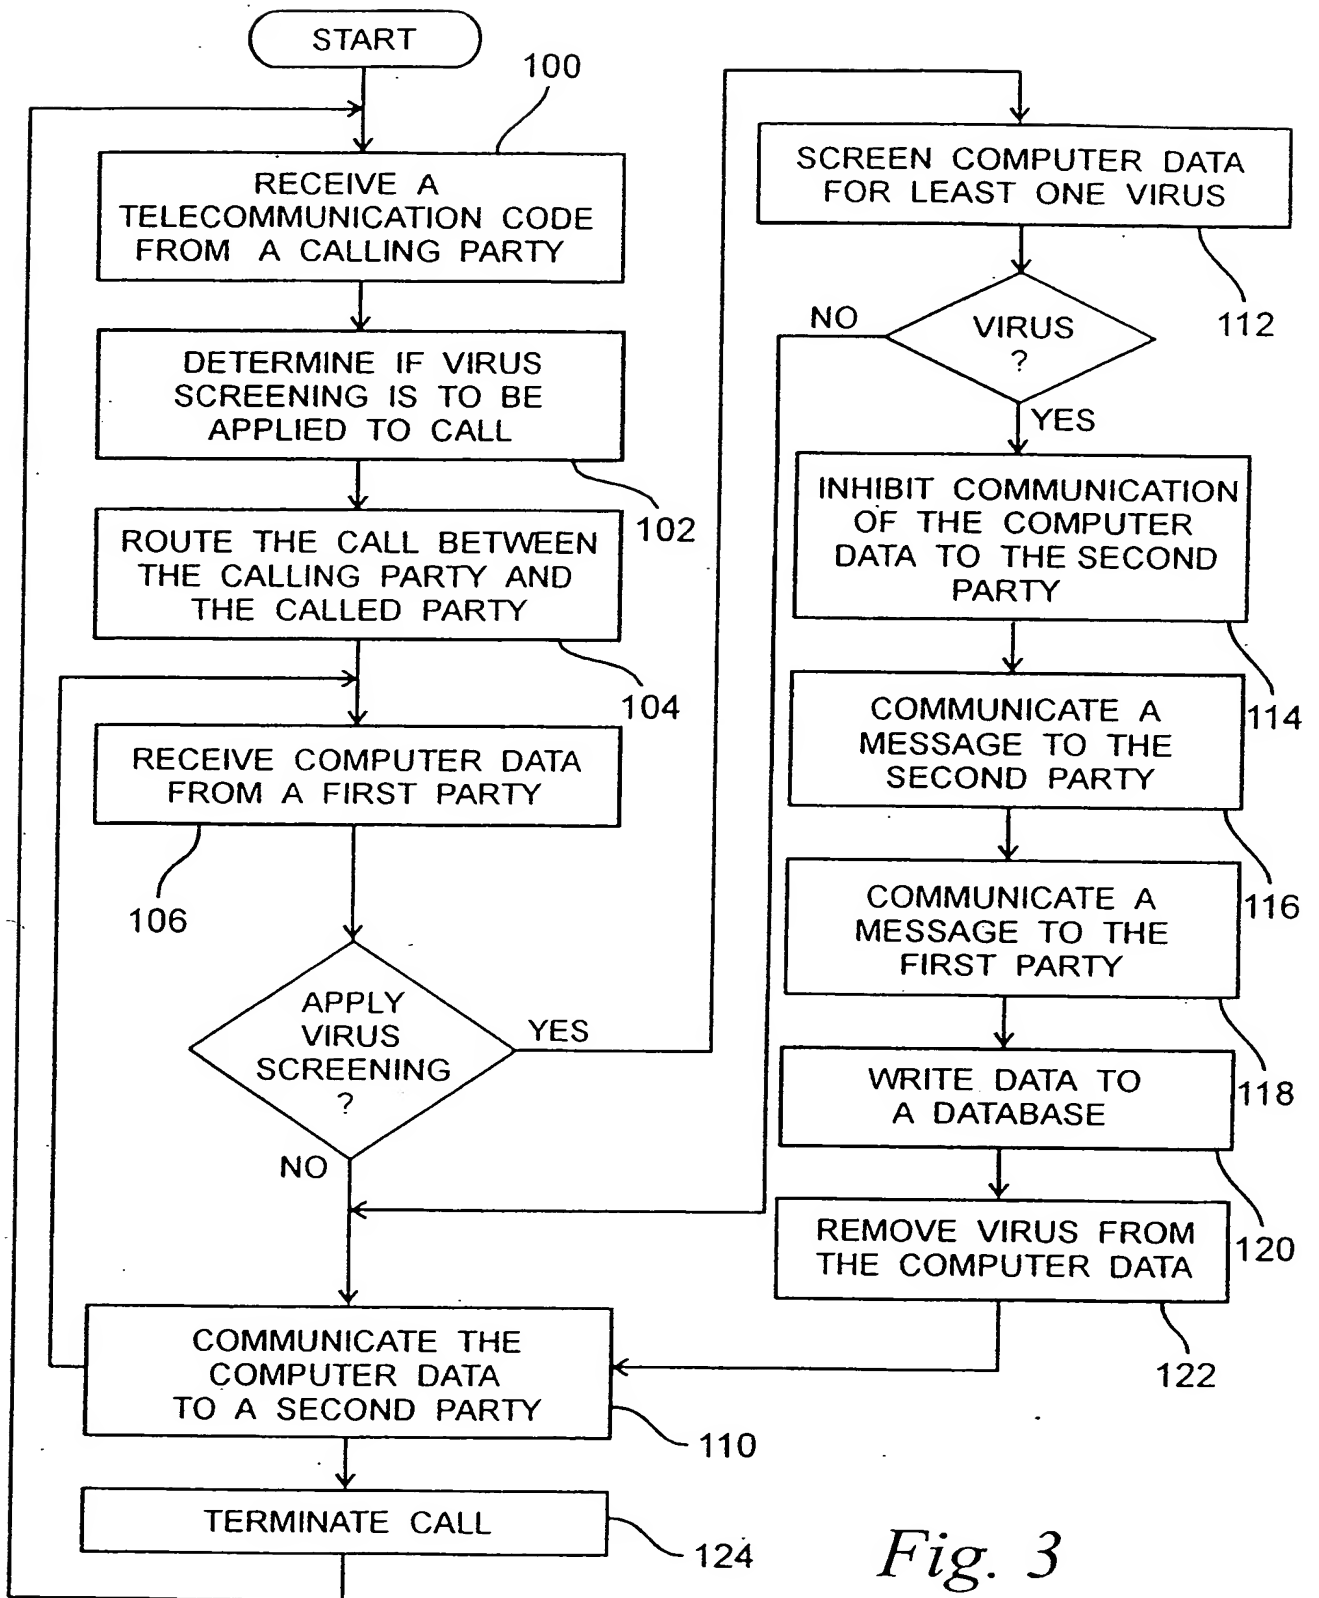 START
100
RECEIVE A
TELECOMMUNICATION CODE
FROM A CALLING PARTY
DETERMINE IF VIRUS
SCREENING IS TO BE
APPLIED TO CALL
102
ROUTE THE CALL BETWEEN
THE CALLING PARTY AND
THE CALLED PARTY
104
RECEIVE COMPUTER DATA
FROM A FIRST PARTY
106
APPLY
VIRUS
SCREENING
?
YES
NO
COMMUNICATE THE
COMPUTER DATA
TO A SECOND PARTY
110
TERMINATE CALL
124
SCREEN COMPUTER DATA
FOR LEAST ONE VIRUS
112
VIRUS
?
NO
YES
INHIBIT COMMUNICATION
OF THE COMPUTER
DATA TO THE SECOND
PARTY
114
COMMUNICATE A
MESSAGE TO THE
SECOND PARTY
116
COMMUNICATE A
MESSAGE TO THE
FIRST PARTY
118
WRITE DATA TO
A DATABASE
120
REMOVE VIRUS FROM
THE COMPUTER DATA
122
Fig. 3